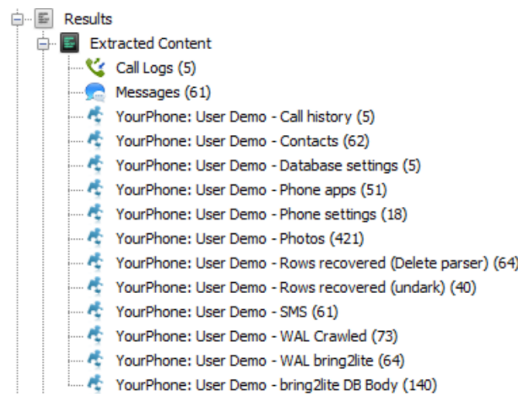 Results
Extracted Content
Call Logs (5)
Messages (61)
YourPhone: User Demo - Call history (5)
YourPhone: User Demo - Contacts (62)
YourPhone: User Demo - Database settings (5)
YourPhone: User Demo - Phone apps (51)
YourPhone: User Demo - Phone settings (18)
YourPhone: User Demo - Photos (421)
YourPhone: User Demo - Rows recovered (Delete parser) (64)
YourPhone: User Demo - Rows recovered (undark) (40)
YourPhone: User Demo - SMS (61)
YourPhone: User Demo - WAL Crawled (73)
YourPhone: User Demo - WAL bring2lite (64)
YourPhone: User Demo - bring2lite DB Body (140)